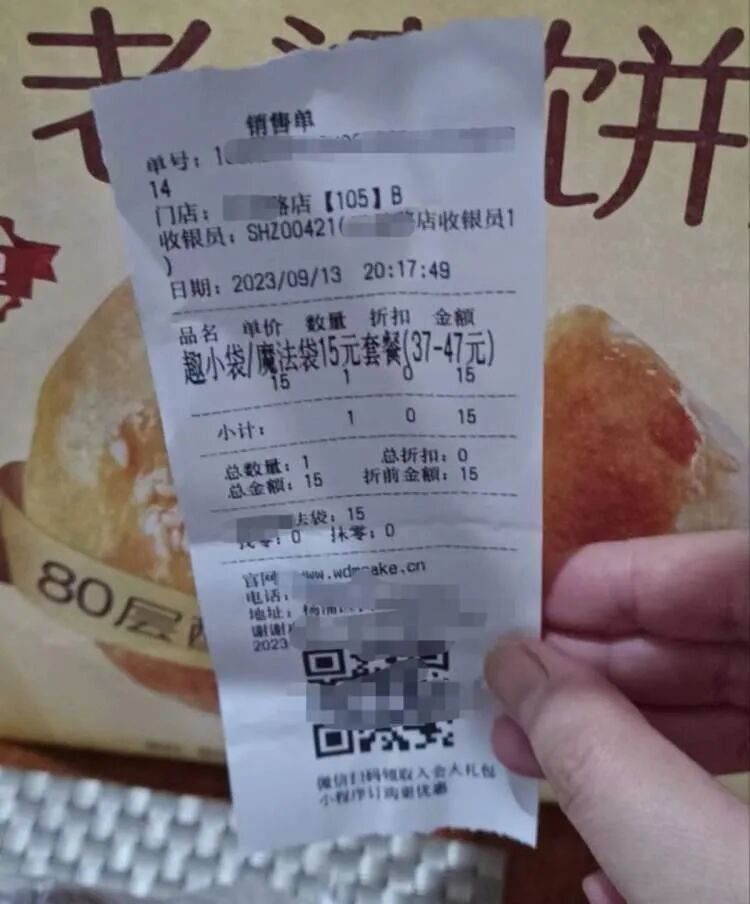 老
软饼
销售单
单号：1
14
门店： 路店【105】B
收银员：SHZ00421( 店收银员1
)
日期：2023/09/13 20:17:49
品名 单价 数量 折扣 金额
趣小袋/魔法袋15元套餐(37-47元)
15 1 0 15
小计： 1 0 15
总数量：1 总折扣：0
总金额：15 折前金额：15
法袋：15
找零：0 抹零：0
官网 www.wdmcake.cn
电话：
地址：杨浦
谢谢
2023
微信扫码领取入会大礼包
小程序订购更优惠
80层